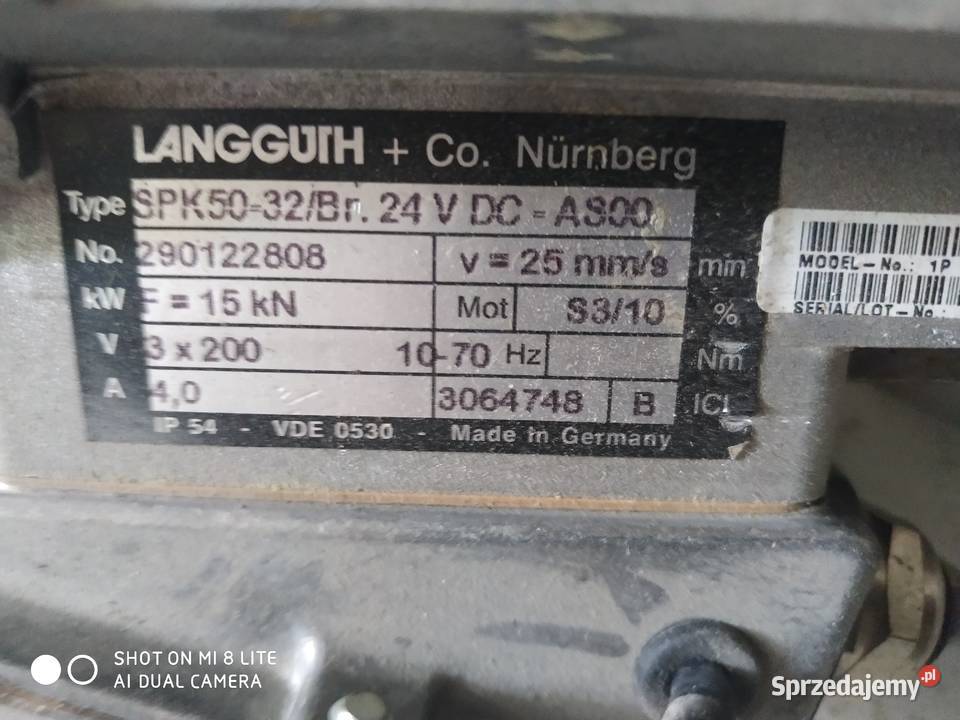 LANGGUTH + Co. Nürnberg
Type SPK50-32/Br. 24 V DC - AS00
No. 290122808 v = 25 mm/s min
kW F = 15 kN Mot S3/10 %
V 3 x 200 10-70 Hz Nm
A 4,0 3064748 B ICL
IP 54 - VDE 0530 - Made in Germany
MODEL-No.: 1P
SERIAL/LOT-No.:
SHOT ON MI 8 LITE
AI DUAL CAMERA
Sprzedajemy.pl